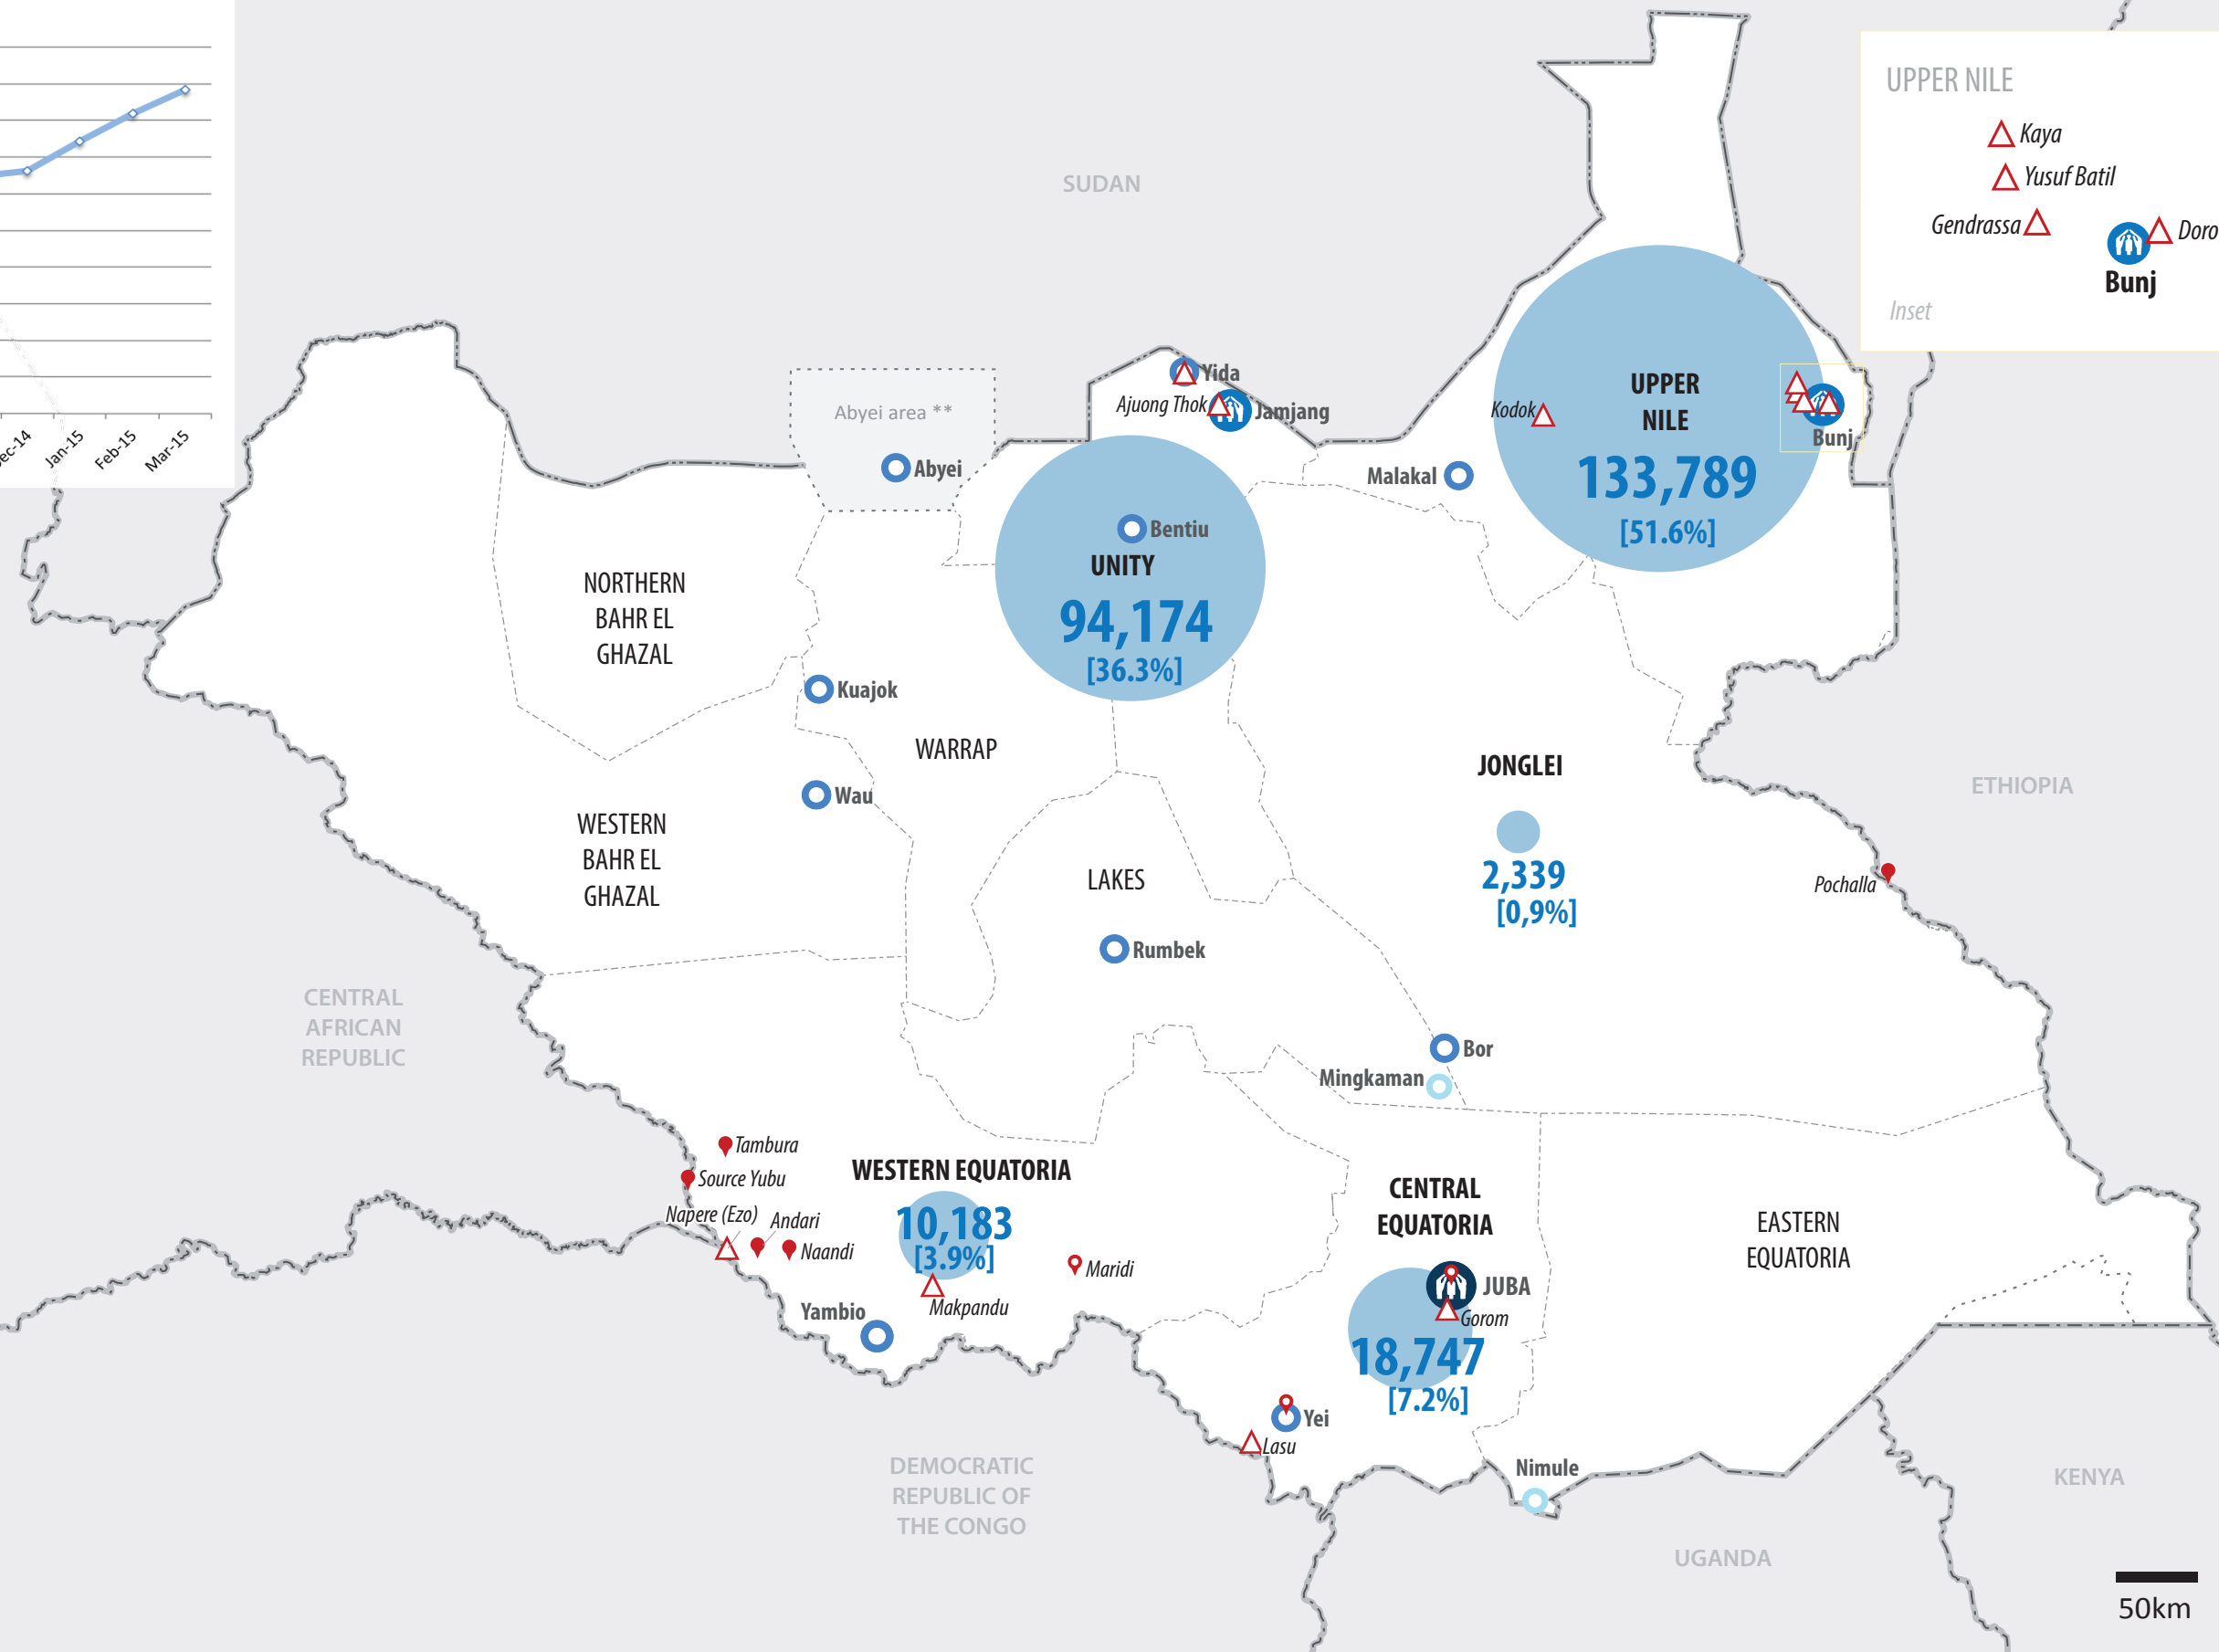 Jan-15
Feb-15
Mar-15
UPPER NILE
Kaya
Yusuf Batil
Gendrassa
Doro
Bunj
Inset
SUDAN
Yida
Ajuong Thok
Jamjang
Abyei area **
Abyei
Kodok
Malakal
UPPER
NILE
133,789
[51.6%]
Bunj
Bentiu
UNITY
94,174
[36.3%]
NORTHERN
BAHR EL
GHAZAL
Kuajok
WARRAP
Wau
WESTERN
BAHR EL
GHAZAL
JONGLEI
2,339
[0,9%]
ETHIOPIA
Pochalla
LAKES
Rumbek
CENTRAL
AFRICAN
REPUBLIC
Bor
Mingkaman
Tambura
Source Yubu
Napere (Ezo)
Andari
Naandi
WESTERN EQUATORIA
10,183
[3.9%]
Makpandu
Maridi
Yambio
CENTRAL
EQUATORIA
JUBA
Gorom
18,747
[7.2%]
EASTERN
EQUATORIA
Yei
Lasu
Nimule
DEMOCRATIC
REPUBLIC OF
THE CONGO
KENYA
UGANDA
50km